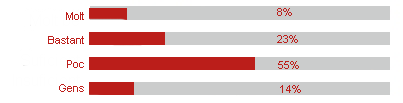 Molt 8%
Bastant 23%
Poc 55%
Gens 14%